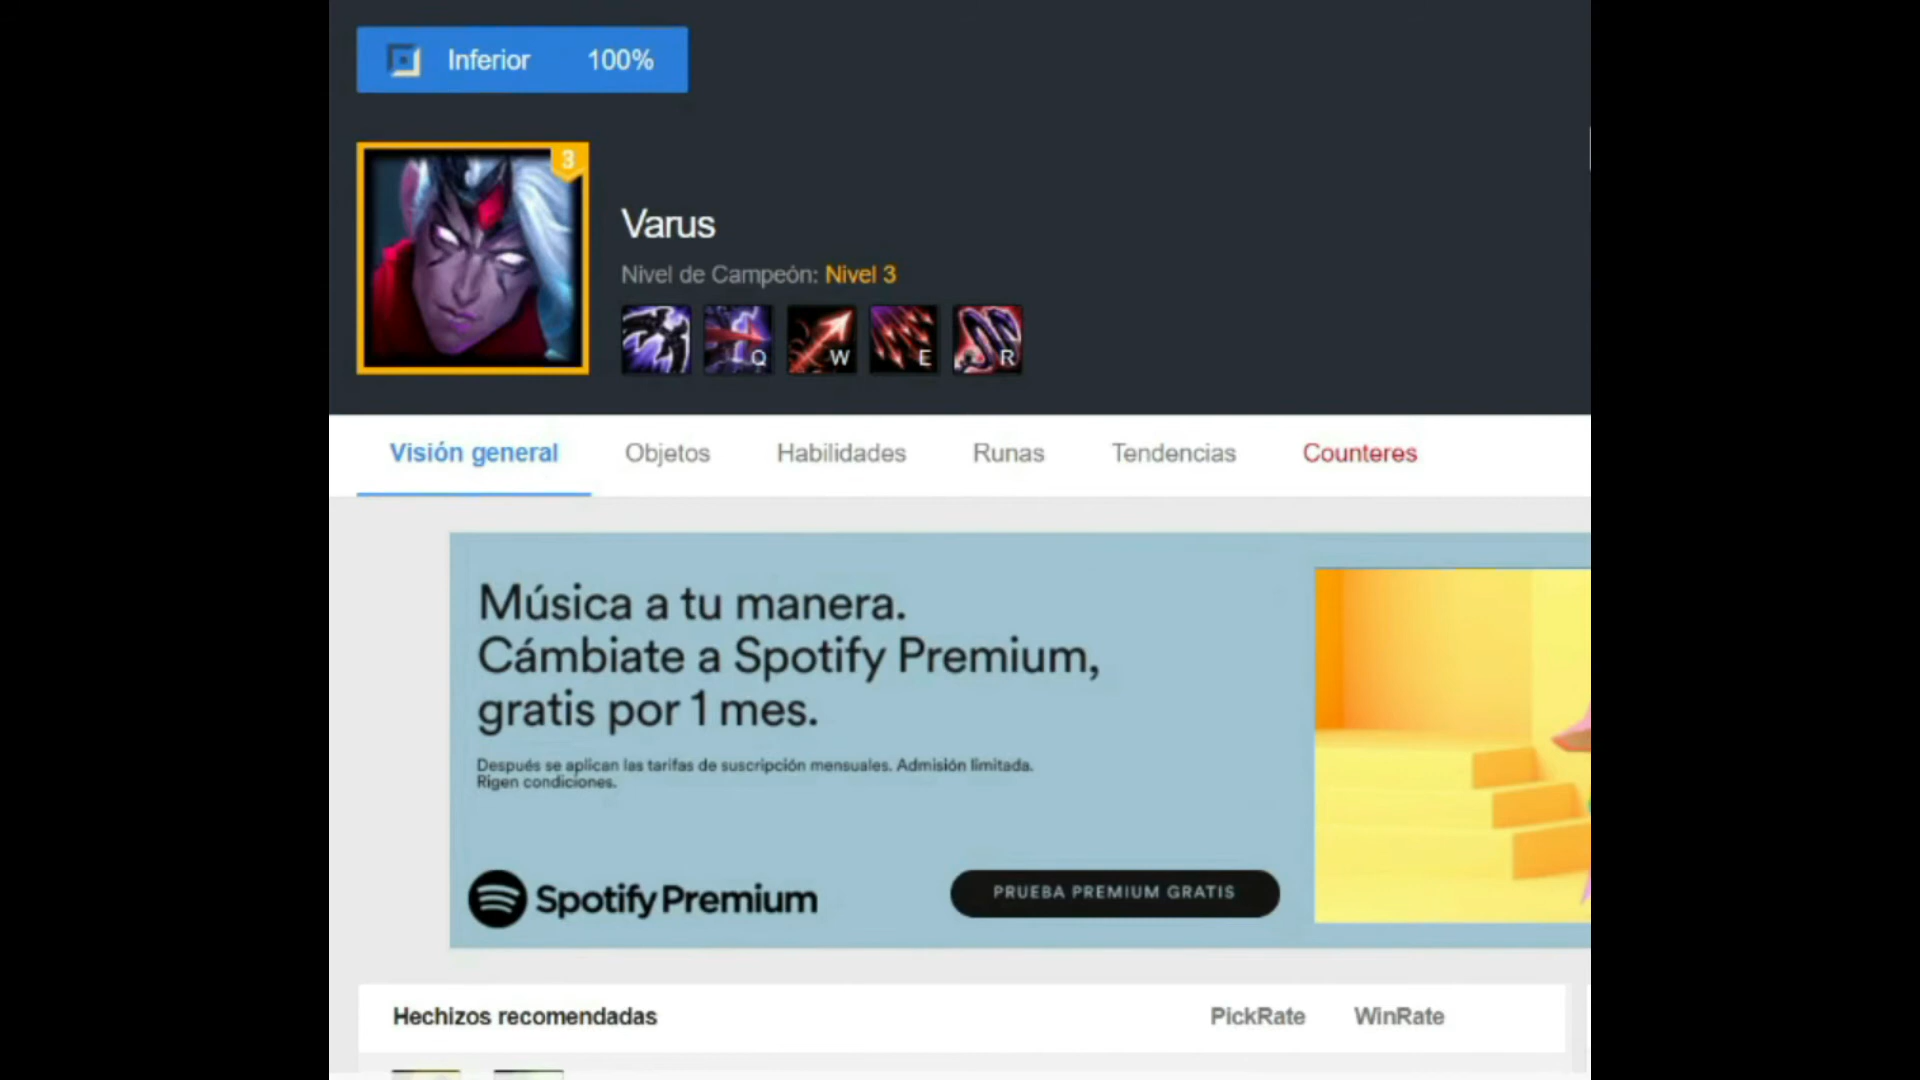 Inferior 100%
3
Varus
Nivel de Campeón: Nivel 3
Q W E R
Visión general Objetos Habilidades Runas Tendencias Counteres
Música a tu manera.
Cámbiate a Spotify Premium,
gratis por 1 mes.
Después se aplican las tarifas de suscripción mensuales. Admisión limitada.
Rigen condiciones.
Spotify Premium
PRUEBA PREMIUM GRATIS
Hechizos recomendadas PickRate WinRate